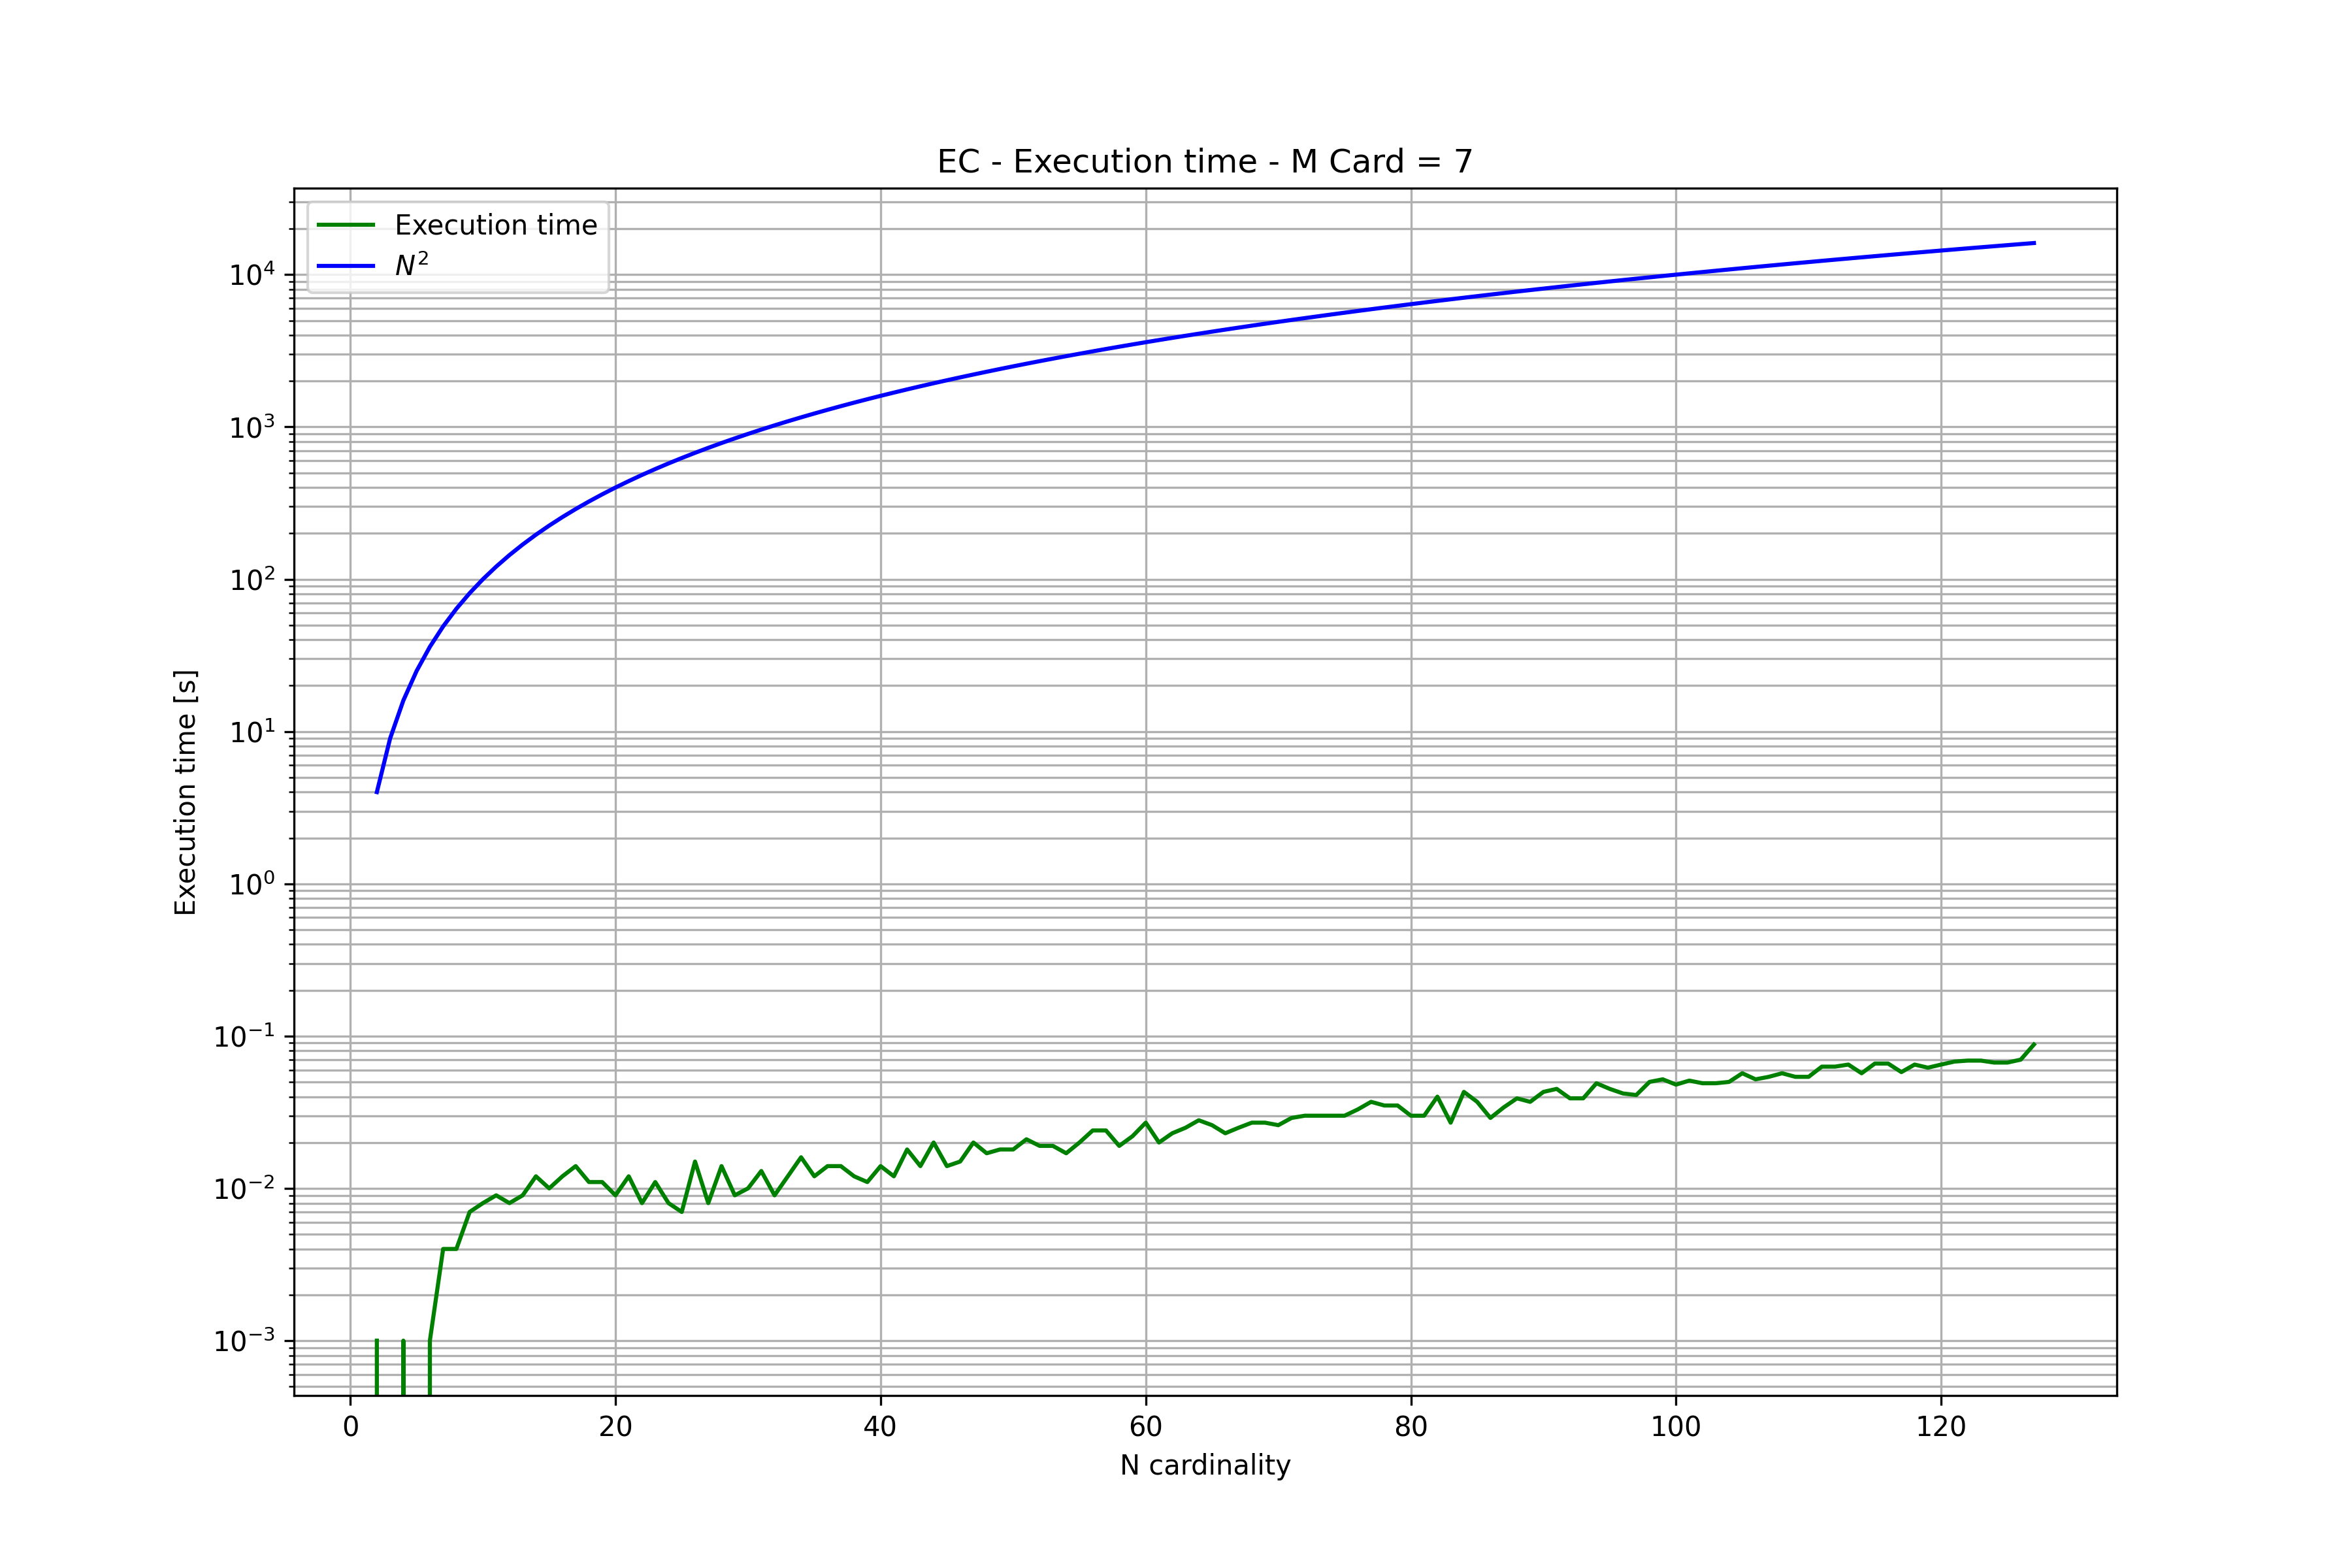 EC - Execution time - M Card = 7
Execution time
N²
10⁴
10³
10²
10¹
10⁰
10⁻¹
10⁻²
10⁻³
Execution time [s]
0 20 40 60 80 100 120
N cardinality